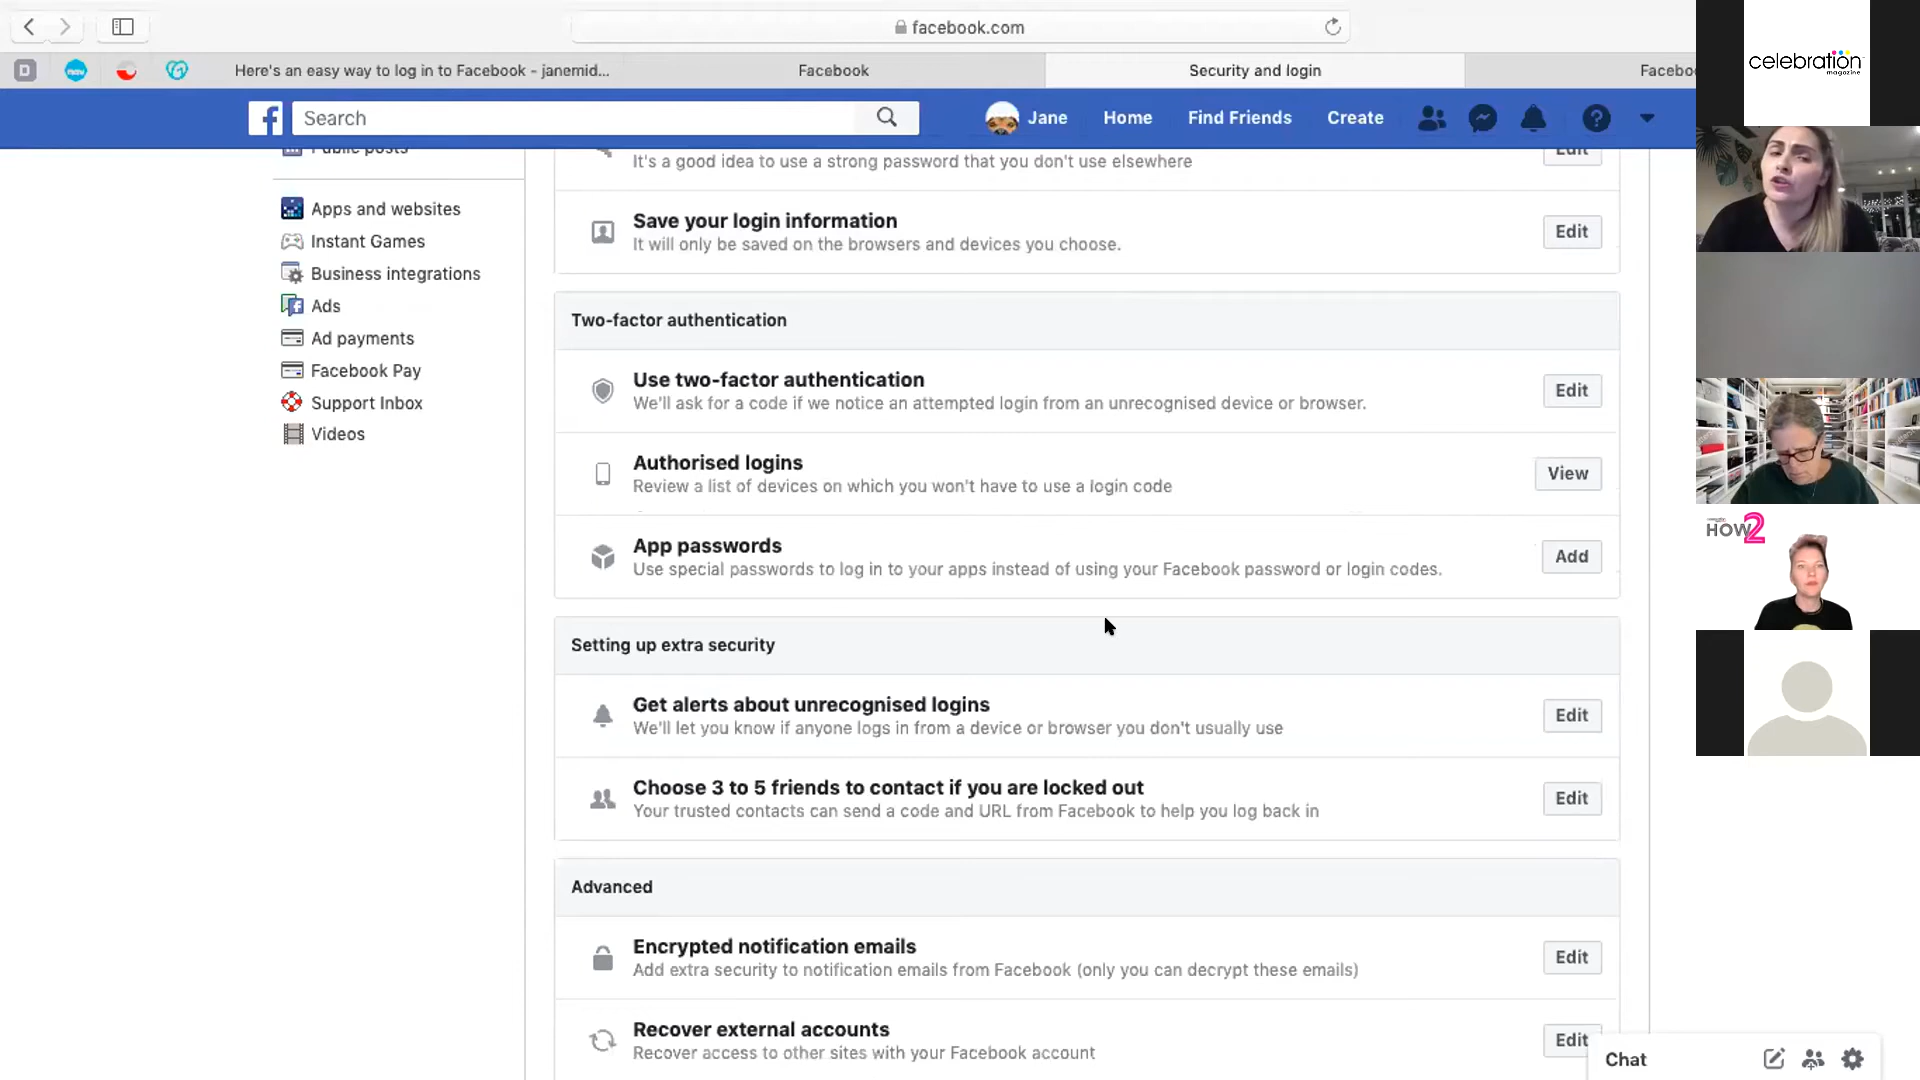 facebook.com
D
nav
Here's an easy way to log in to Facebook - janemid...
Facebook
Security and login
Facebo
Search
Jane
Home
Find Friends
Create
Public posts
Apps and websites
Instant Games
Business integrations
Ads
Ad payments
Facebook Pay
Support Inbox
Videos
It's a good idea to use a strong password that you don't use elsewhere
Edit
Save your login information
It will only be saved on the browsers and devices you choose.
Edit
Two-factor authentication
Use two-factor authentication
We'll ask for a code if we notice an attempted login from an unrecognised device or browser.
Edit
Authorised logins
Review a list of devices on which you won't have to use a login code
View
App passwords
Use special passwords to log in to your apps instead of using your Facebook password or login codes.
Add
Setting up extra security
Get alerts about unrecognised logins
We'll let you know if anyone logs in from a device or browser you don't usually use
Edit
Choose 3 to 5 friends to contact if you are locked out
Your trusted contacts can send a code and URL from Facebook to help you log back in
Edit
Advanced
Encrypted notification emails
Add extra security to notification emails from Facebook (only you can decrypt these emails)
Edit
Recover external accounts
Recover access to other sites with your Facebook account
Edit
Chat
celebration
magazine
HOW2